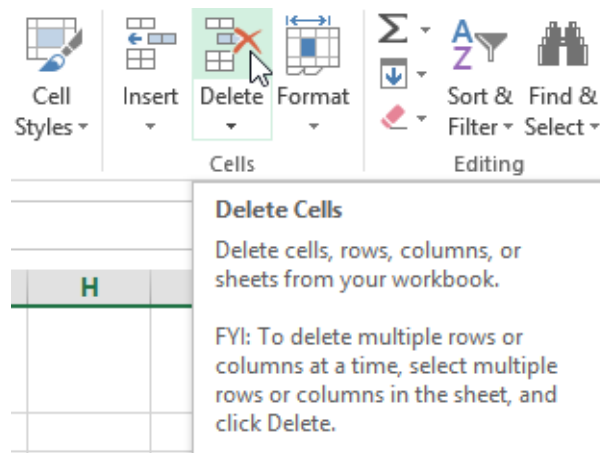 Cell
Styles
Insert
Delete
Format
Σ
A
Z
Sort &
Filter
Find &
Select
Cells
Editing
H
Delete Cells
Delete cells, rows, columns, or
sheets from your workbook.
FYI: To delete multiple rows or
columns at a time, select multiple
rows or columns in the sheet, and
click Delete.